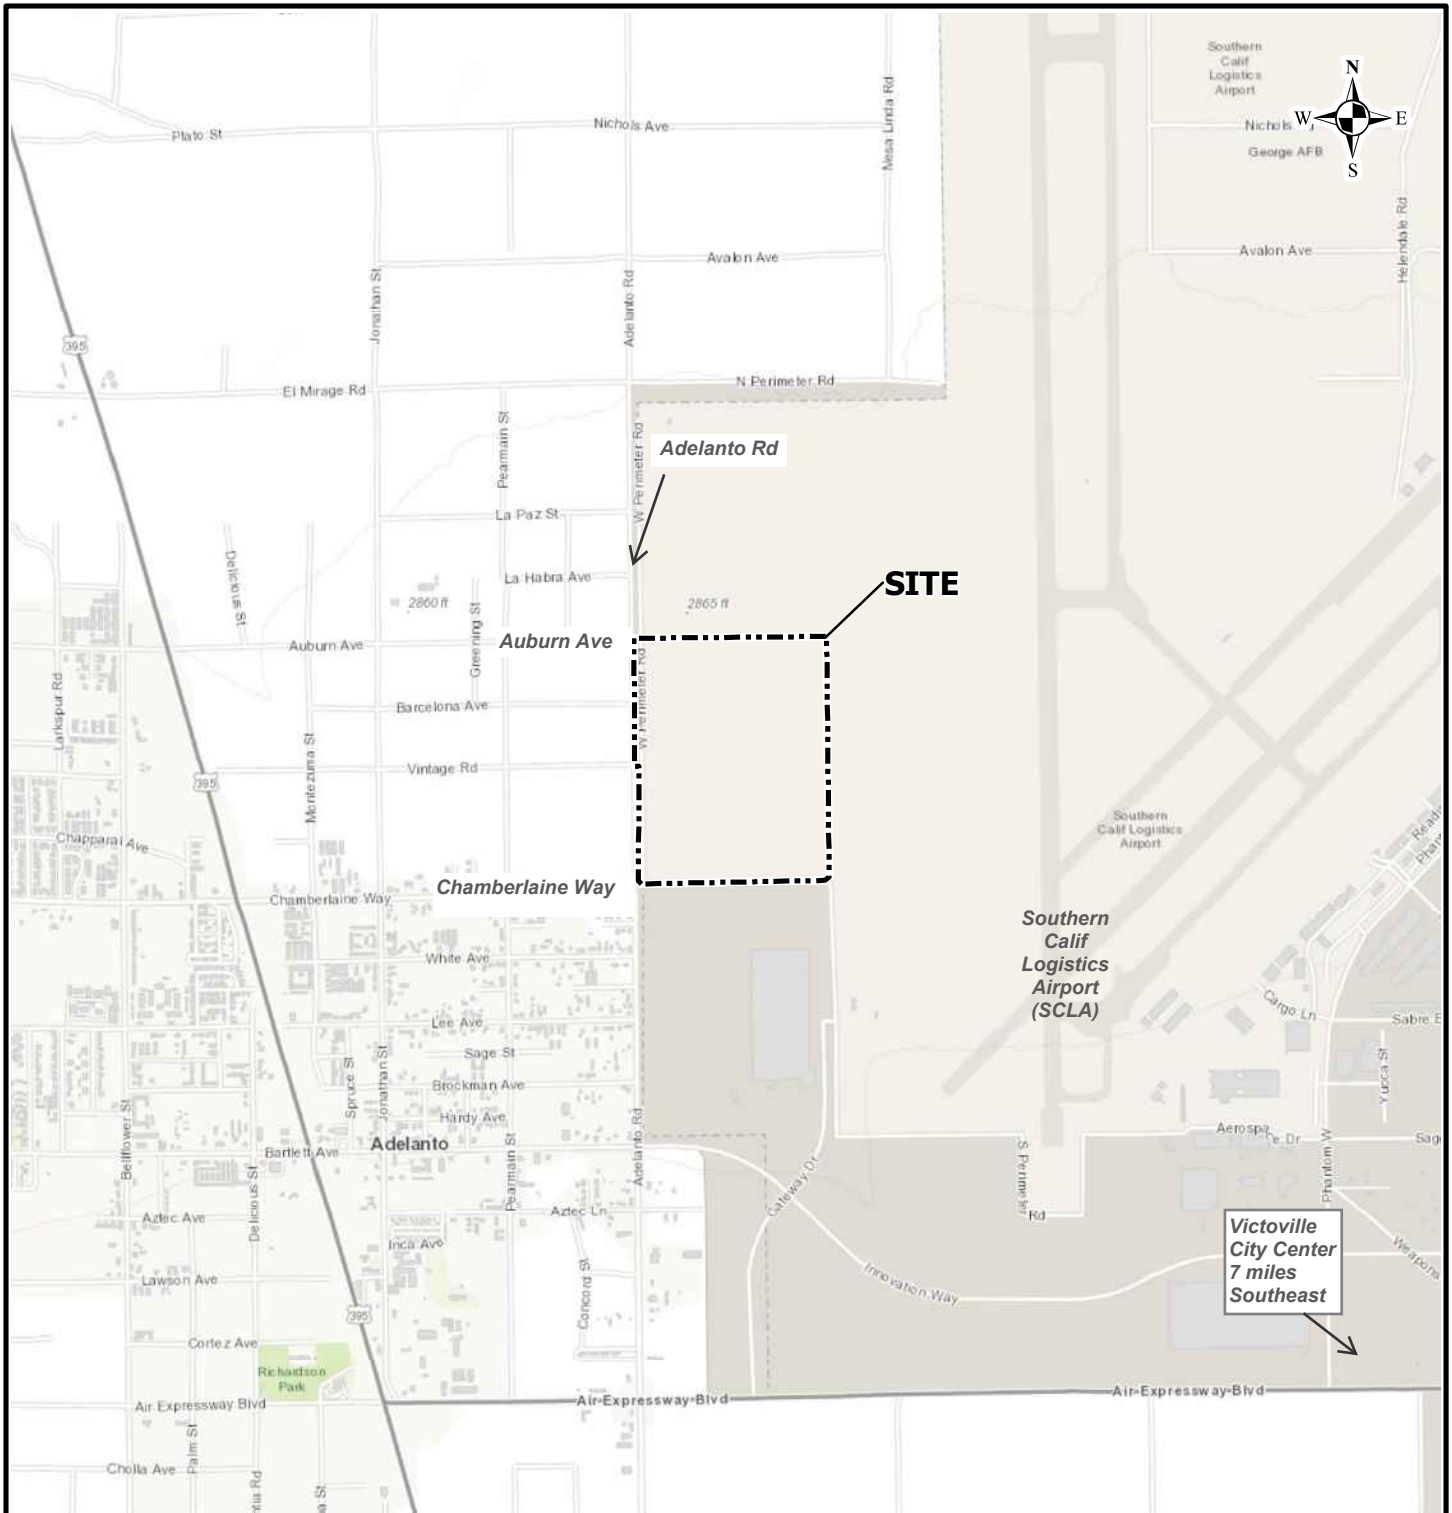 Southern
Calif
Logistics
Airport
N
W
E
S
Nichols
George AFB
Plato St
Nichols Ave
Mesa Linda Rd
Helendale Rd
Avalon Ave
Avalon Ave
Jonathan St
Adelanto Rd
395
El Mirage Rd
N Perimeter Rd
Pearmain St
W Perimeter Rd
Adelanto Rd
La Paz St
Delicious St
La Habra Ave
SITE
2860 ft
2865 ft
Greening St
Auburn Ave
Auburn Ave
Larkspur Rd
W Perimeter Rd
Barcelona Ave
Montezuma St
Vintage Rd
395
Southern
Calif Logistics
Airport
Chapparal Ave
Chamberlaine Way
Chamberlaine Way
Southern
Calif
Logistics
Airport
(SCLA)
White Ave
Cargo Ln
Sabre
Lee Ave
Sage St
Spruce St
Jonathan St
Brockman Ave
Yucca St
Hardy Ave
Adelanto Rd
Bellflower St
Adelanto
Bartlett Ave
Pearmain St
Gateway Dr
S Perimeter
Rd
Aerospa
ce Dr
Phantom W
Sag
Delicious St
Aztec Ave
Aztec Ln
Inca Ave
Victoville
City Center
7 miles
Southeast
Weapons
Lawson Ave
Concord St
Innovation Way
395
Cortez Ave
Richardson
Park
Air Expressway Blvd
Air-Expressway-Blvd
Air-Expressway-Blvd
Palm St
Cholla Ave
ntia Rd
a St